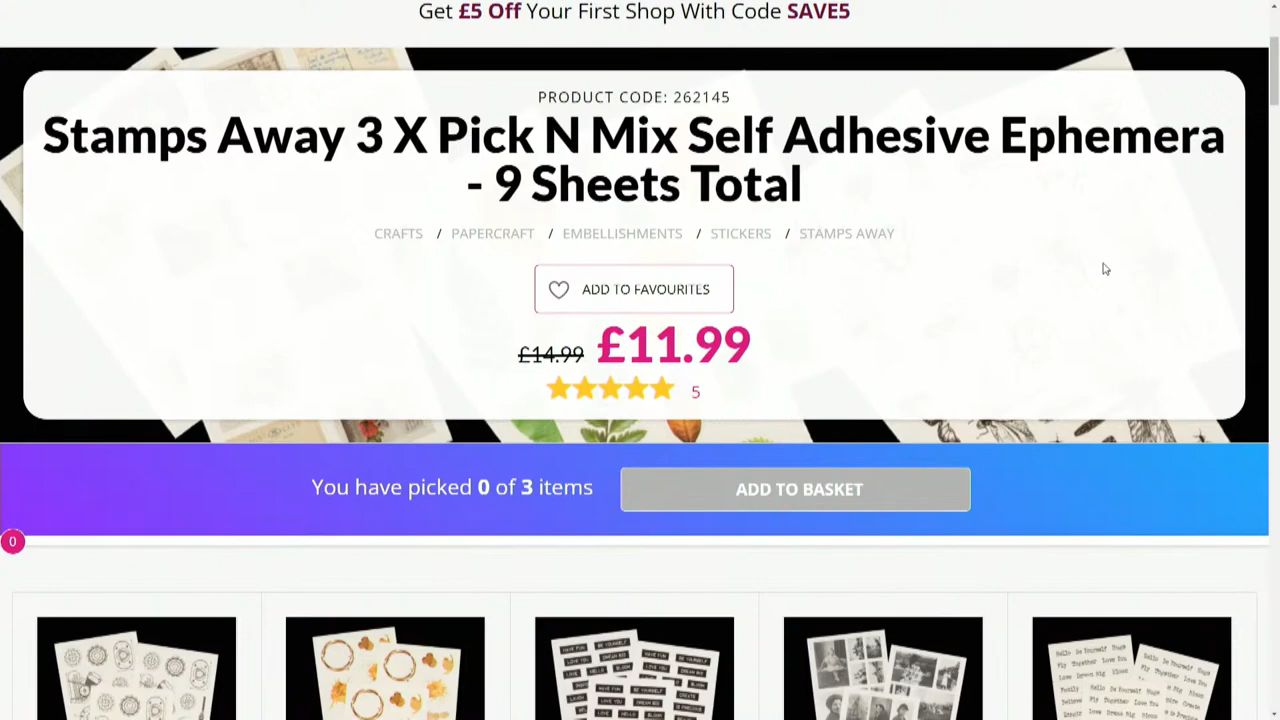 Get £5 Off Your First Shop With Code SAVE5
PRODUCT CODE: 262145
Stamps Away 3 X Pick N Mix Self Adhesive Ephemera
- 9 Sheets Total
CRAFTS / PAPERCRAFT / EMBELLISHMENTS / STICKERS / STAMPS AWAY
ADD TO FAVOURITES
£14.99 £11.99
5
You have picked 0 of 3 items
ADD TO BASKET
0